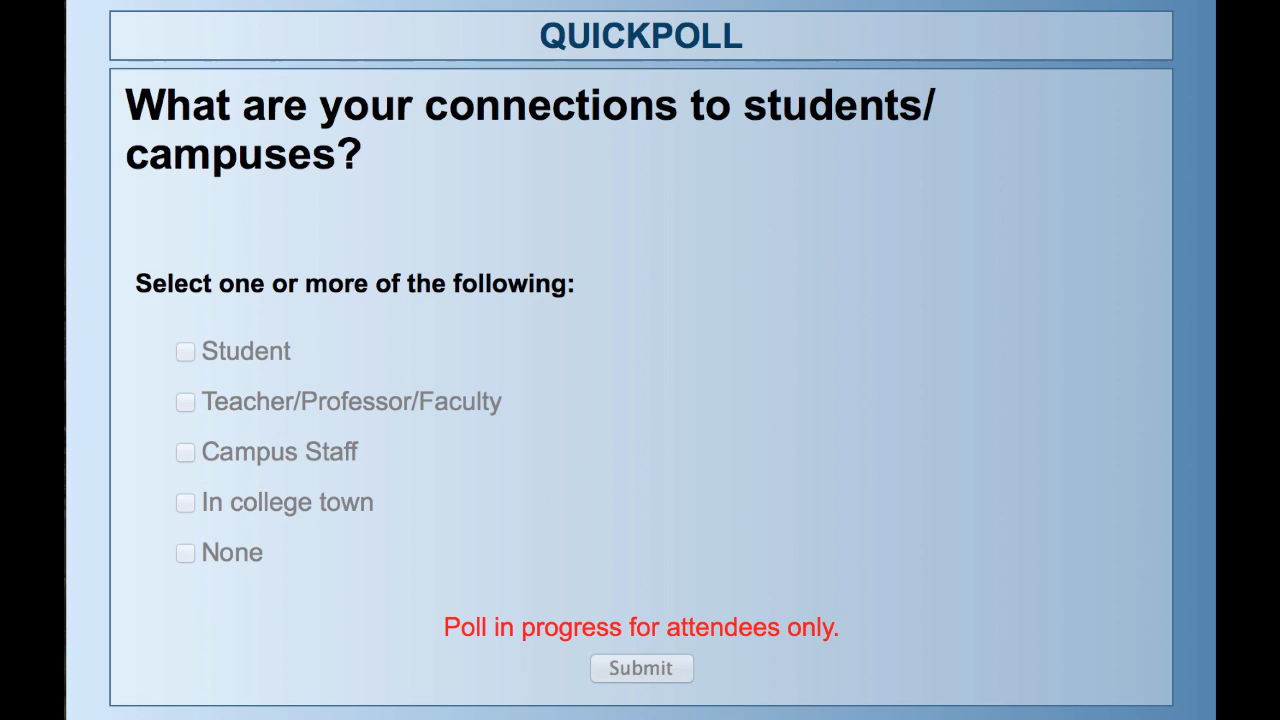 QUICKPOLL
What are your connections to students/
campuses?
Select one or more of the following:
Student
Teacher/Professor/Faculty
Campus Staff
In college town
None
Poll in progress for attendees only.
Submit